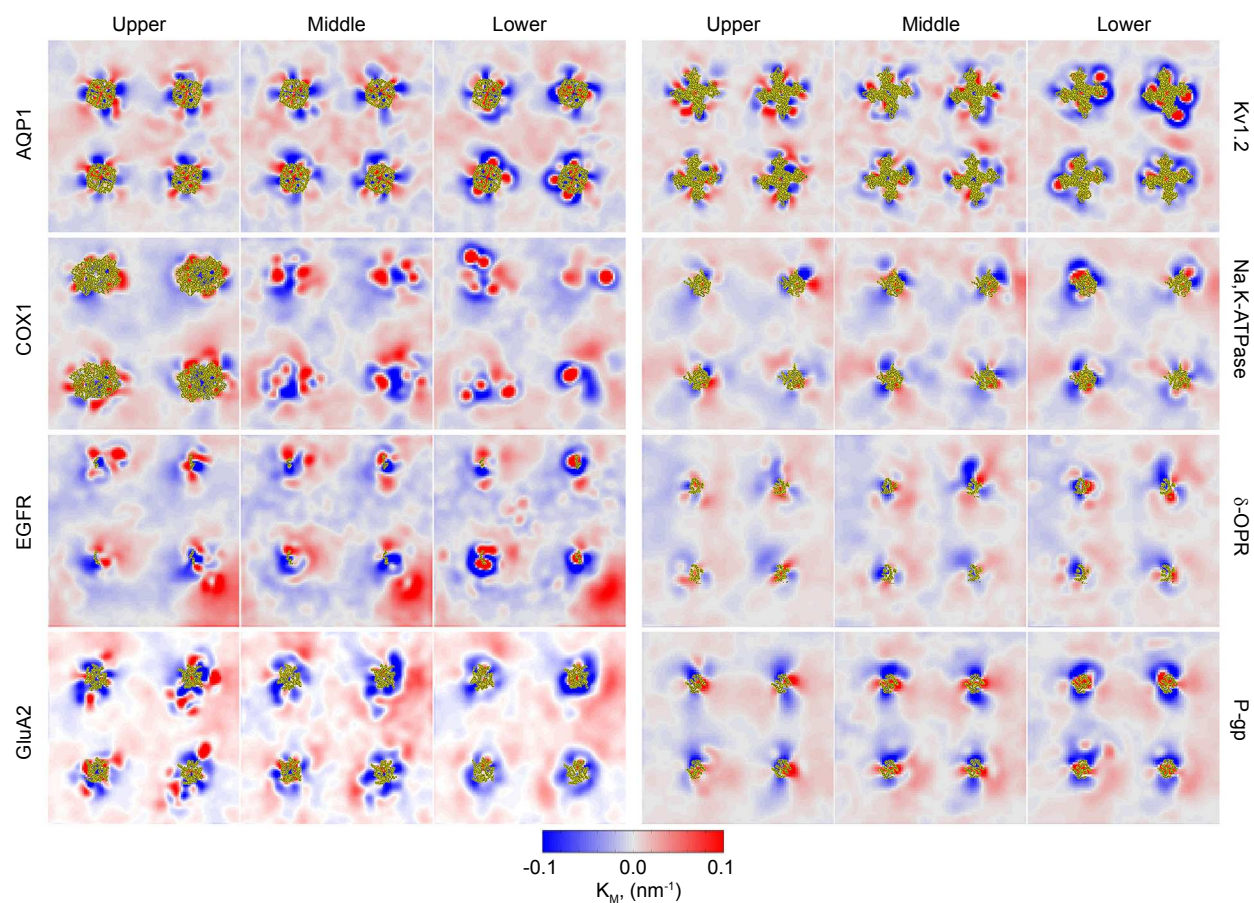 Upper Middle Lower Upper Middle Lower
AQP1
Kv1.2
COX1
Na,K-ATPase
EGFR
δ-OPR
GluA2
P-gp
-0.1 0.0 0.1
K_M, (nm⁻¹)